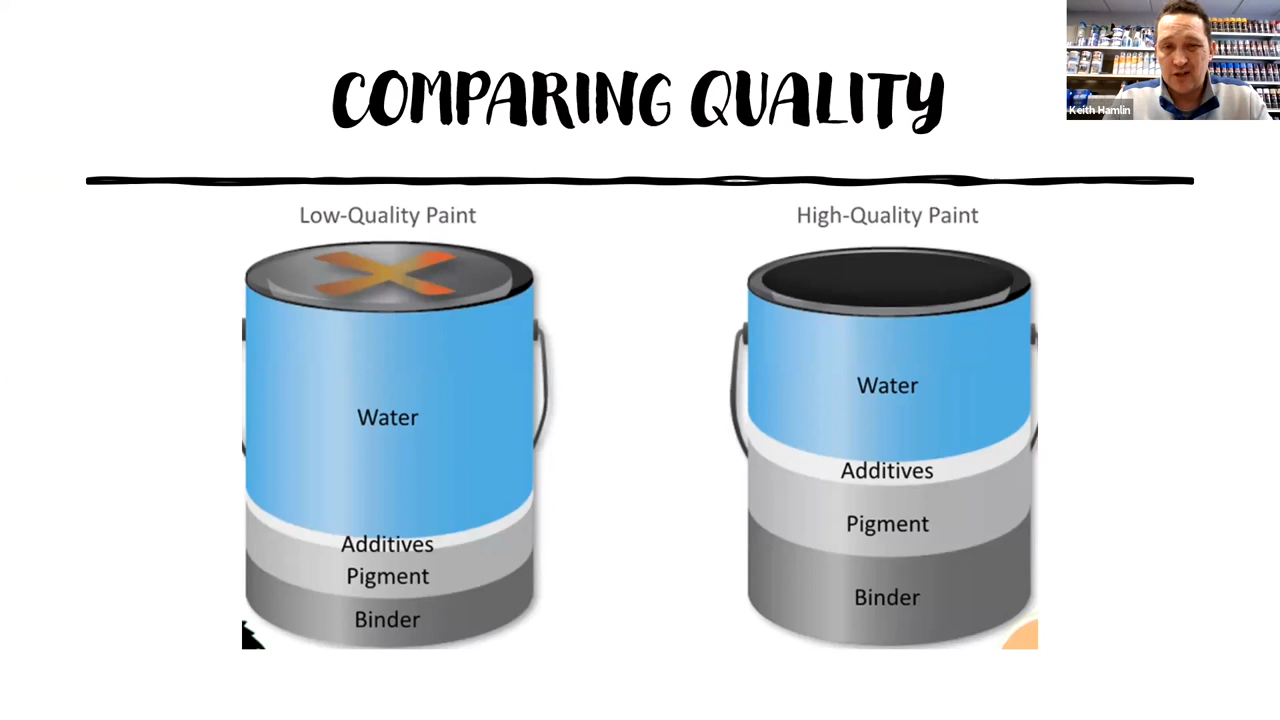 COMPARING QUALITY
Keith Hamlin
Low-Quality Paint
High-Quality Paint
Water
Additives
Pigment
Binder
Water
Additives
Pigment
Binder